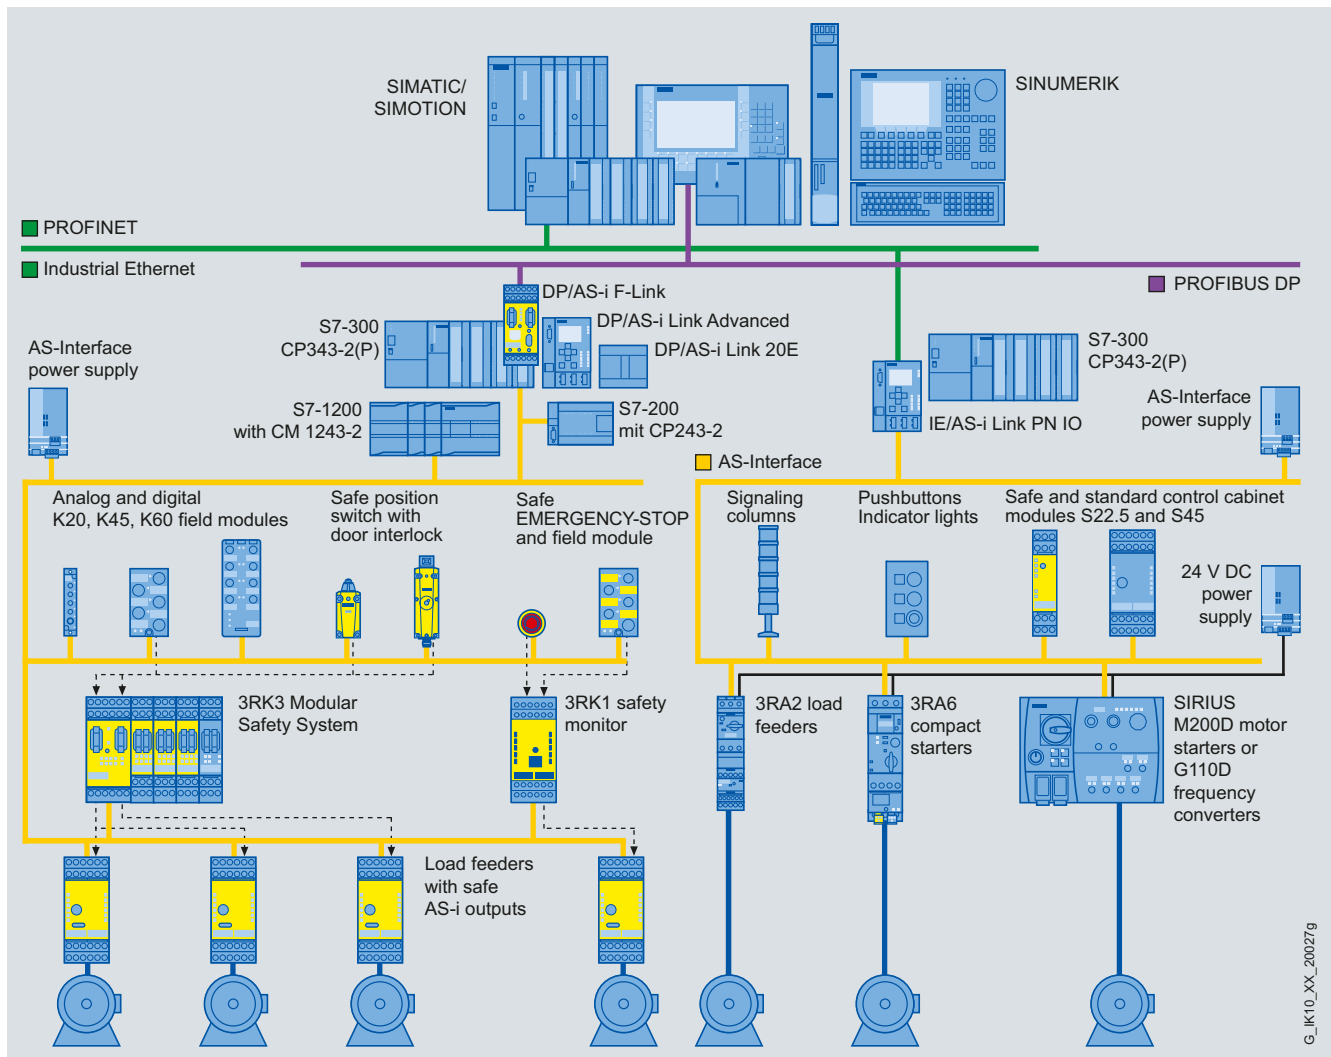 SIMATIC/
SIMOTION
SINUMERIK
PROFINET
Industrial Ethernet
PROFIBUS DP
DP/AS-i F-Link
S7-300
CP343-2(P)
DP/AS-i Link Advanced
DP/AS-i Link 20E
AS-Interface
power supply
S7-1200
with CM 1243-2
S7-200
mit CP243-2
S7-300
CP343-2(P)
IE/AS-i Link PN IO
AS-Interface
power supply
AS-Interface
Analog and digital
K20, K45, K60 field modules
Safe position
switch with
door interlock
Safe
EMERGENCY-STOP
and field module
Signaling
columns
Pushbuttons
Indicator lights
Safe and standard control cabinet
modules S22.5 and S45
24 V DC
power
supply
3RK3 Modular
Safety System
3RK1 safety
monitor
3RA2 load
feeders
3RA6
compact
starters
SIRIUS
M200D motor
starters or
G110D
frequency
converters
Load feeders
with safe
AS-i outputs
G_IK10_XX_20027g